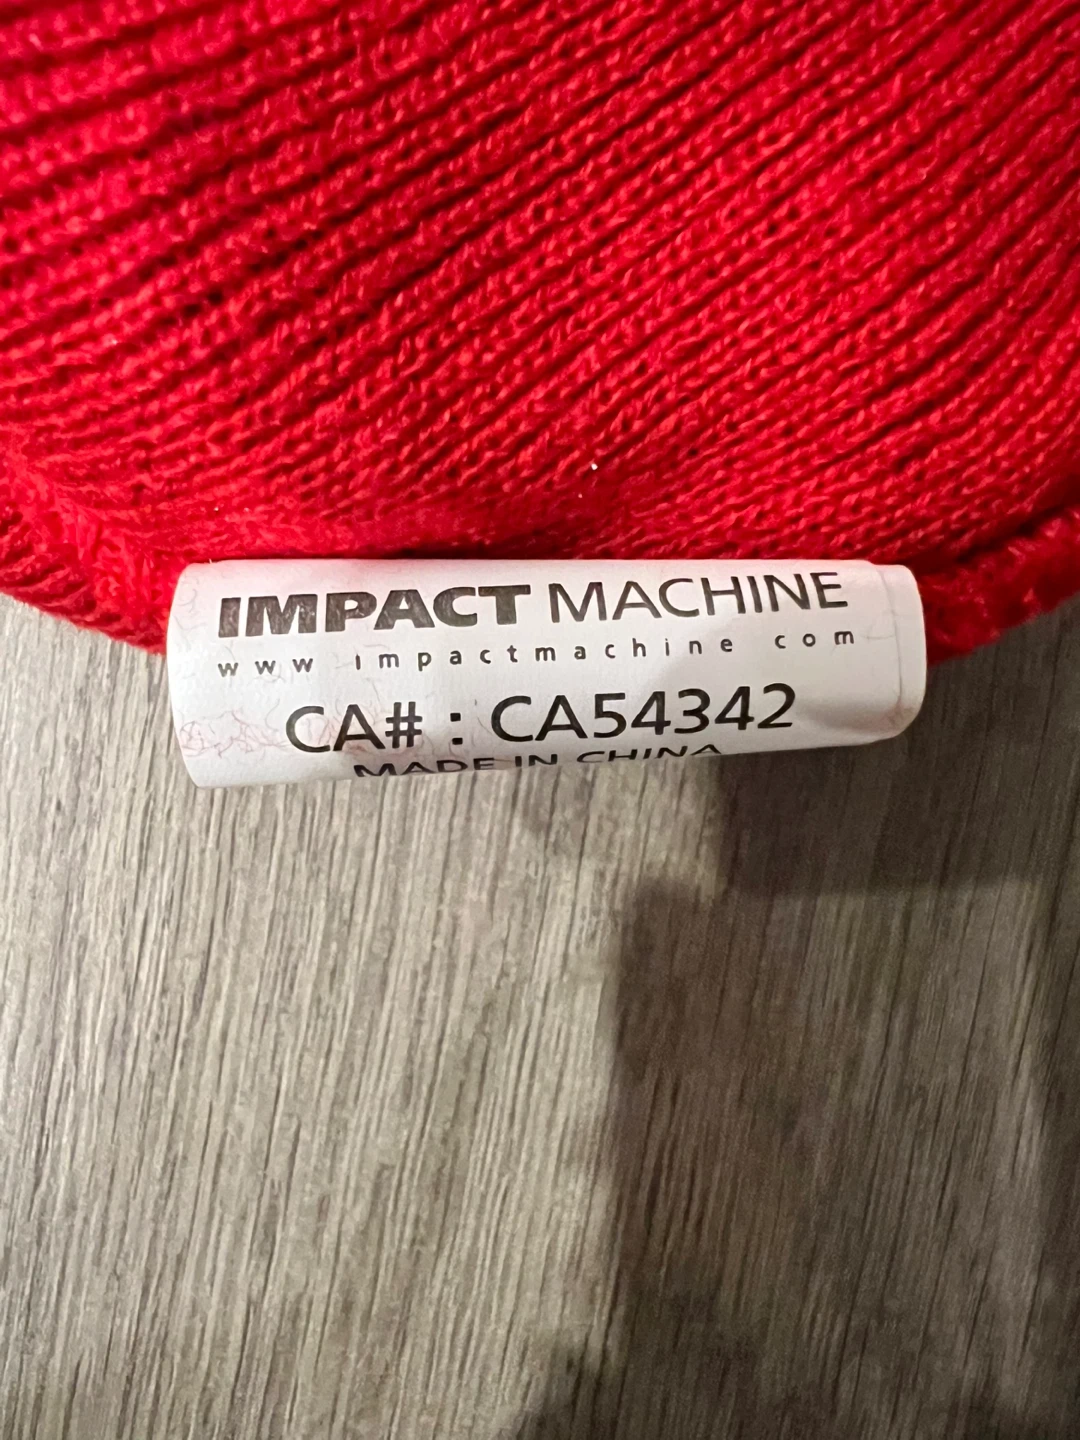 IMPACT MACHINE
www impactmachine com
CA# : CA54342
MADE IN CHINA